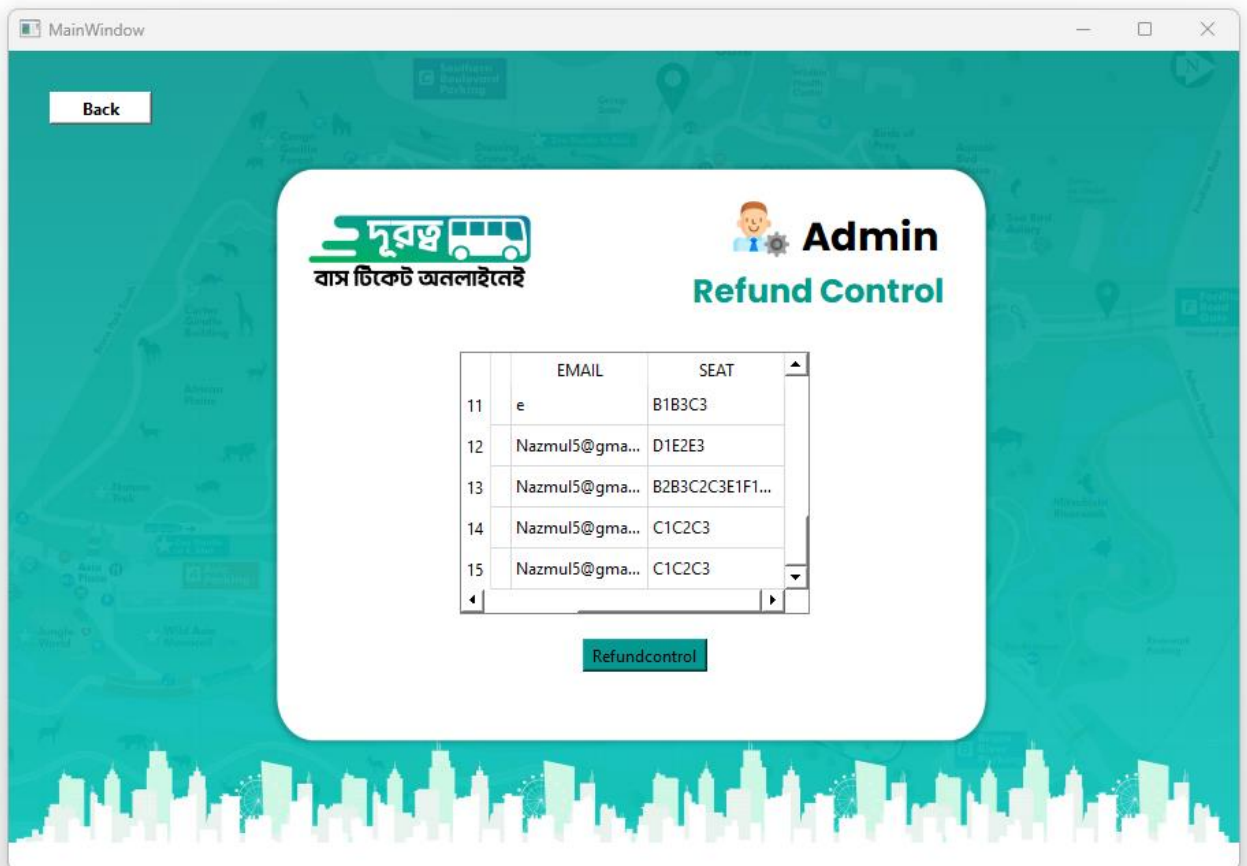 MainWindow
Back
দূরত্ব
বাস টিকেট অনলাইনেই
Admin
Refund Control
EMAIL SEAT
11 e B1B3C3
12 Nazmul5@gma... D1E2E3
13 Nazmul5@gma... B2B3C2C3E1F1...
14 Nazmul5@gma... C1C2C3
15 Nazmul5@gma... C1C2C3
Refundcontrol